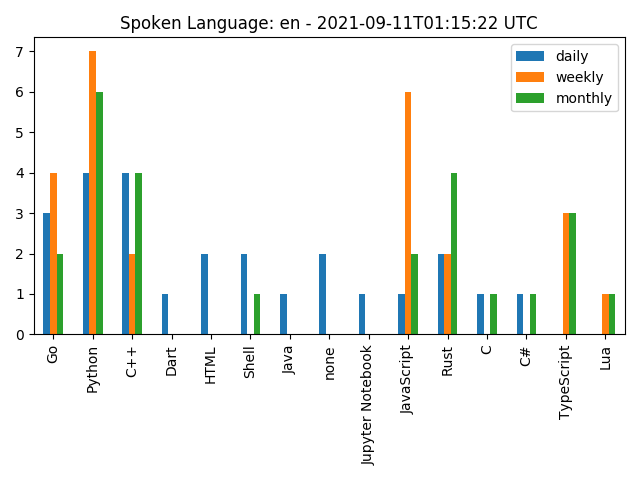 Spoken Language: en - 2021-09-11T01:15:22 UTC
daily
weekly
monthly
7
6
5
4
3
2
1
0
Go
Python
C++
Dart
HTML
Shell
Java
none
Jupyter Notebook
JavaScript
Rust
C
C#
TypeScript
Lua